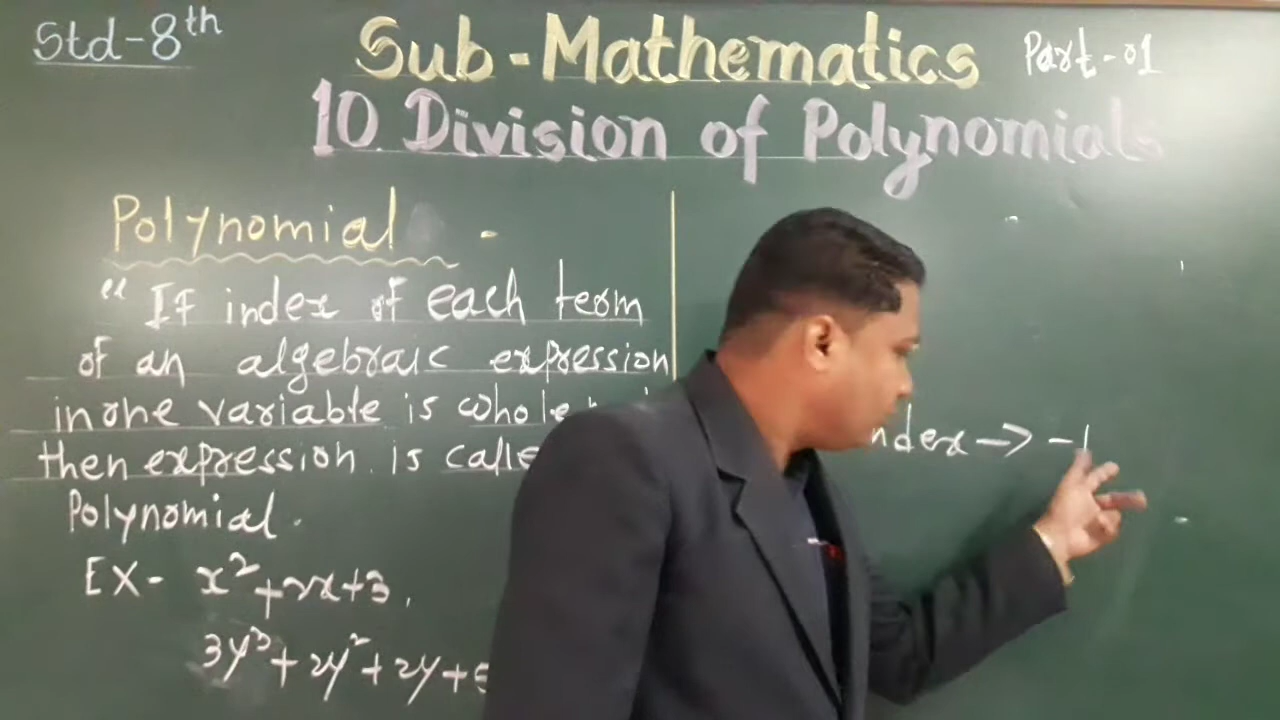 Std-8th
Sub-Mathematics
Part-01
10. Division of Polynomials
Polynomial -
" If index of each term
of an algebraic expression
in one variable is whole
then expression is calle
Polynomial.
EX- x²+2x+3,
3y³+2y²+2y+5
ndex → -1